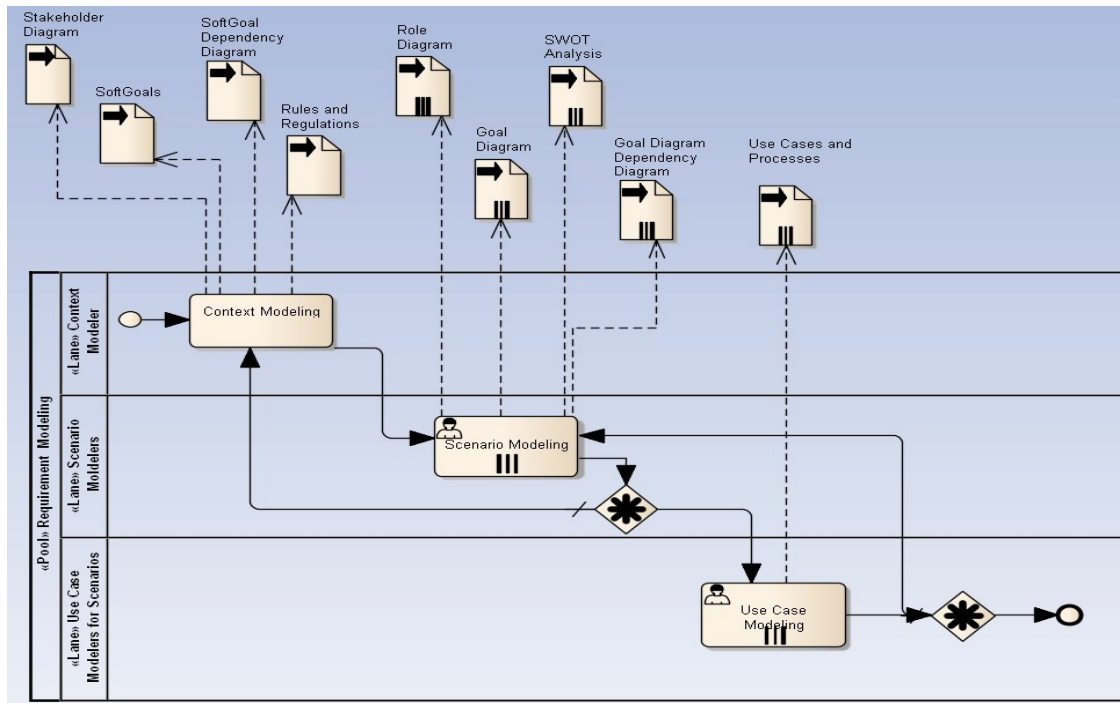 Stakeholder
Diagram
SoftGoals
SoftGoal
Dependency
Diagram
Rules and
Regulations
Role
Diagram
Goal
Diagram
SWOT
Analysis
Goal Diagram
Dependency
Diagram
Use Cases and
Processes
«Pool» Requirement Modeling
«Lane» Context
Modeler
Context Modeling
«Lane» Scenario
Moldelers
Scenario Modeling
«Lane» Use Case
Modelers for Scenarios
Use Case
Modeling